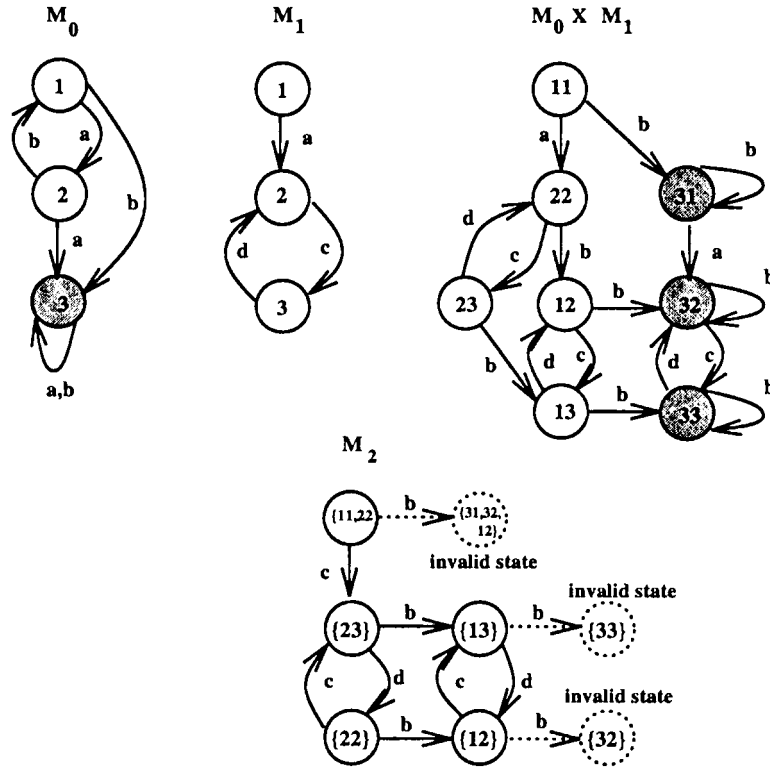 M0 M1 M0 X M1
1 1 11
a b
b a a
b
2 2 22 31 b
d
a b a
d c c
.3 3 23 12 b 32 b
b d c d c
a,b
13 b 33 b
M2
{11,22 b {31,32, 12}
invalid state
c
invalid state
{23} b {13} b {33}
c d c d
invalid state
{22} b {12} b {32}